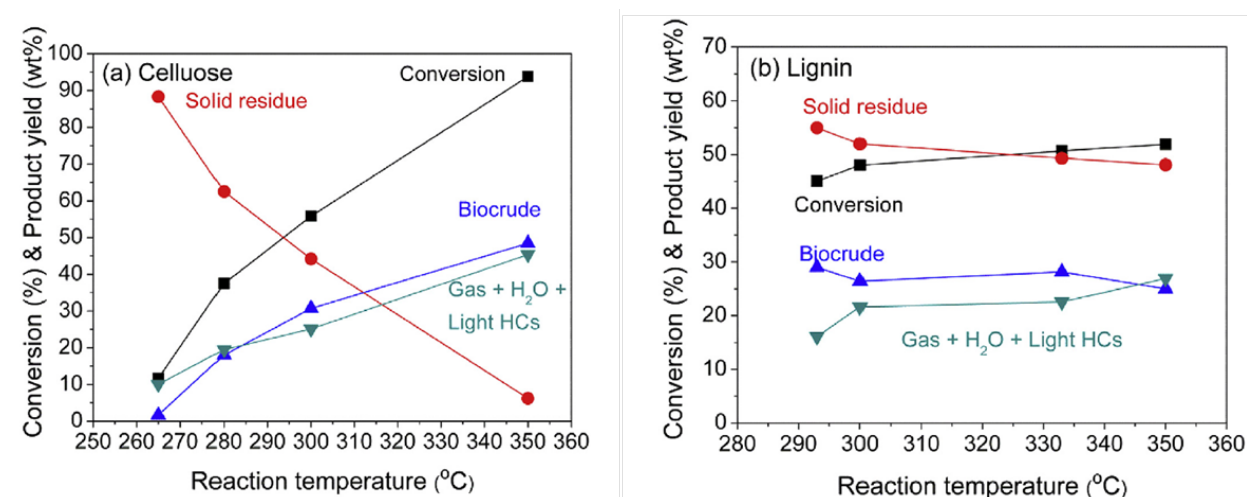 (a) Celluose
Conversion
Solid residue
Biocrude
Gas + H₂O +
Light HCs
Conversion (%) & Product yield (wt%)
100
90
80
70
60
50
40
30
20
10
0
250 260 270 280 290 300 310 320 330 340 350 360
Reaction temperature (°C)
(b) Lignin
Solid residue
Conversion
Biocrude
Gas + H₂O + Light HCs
Conversion (%) & Product yield (wt%)
70
60
50
40
30
20
10
0
280 290 300 310 320 330 340 350 360
Reaction temperature (°C)